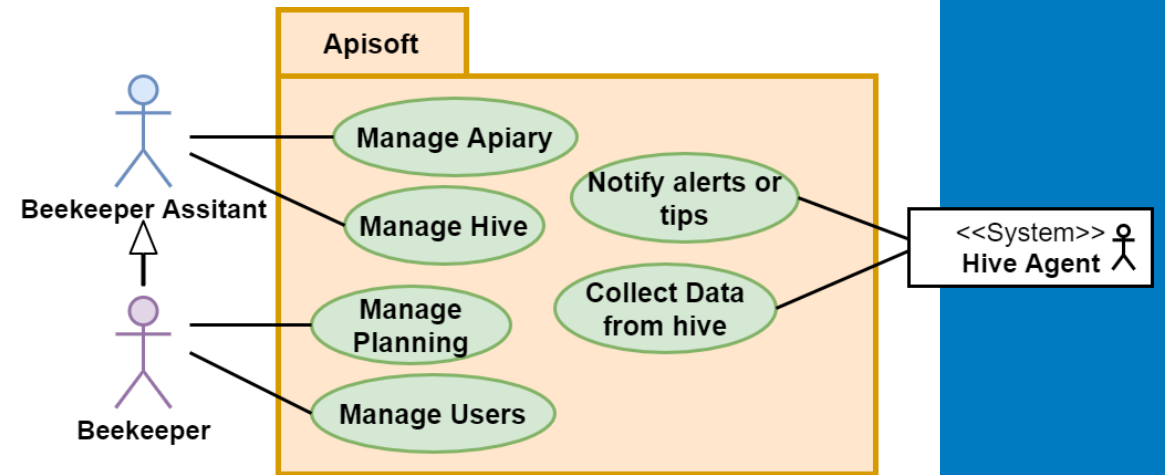 Apisoft
Manage Apiary
Beekeeper Assitant
Manage Hive
Notify alerts or
tips
<<System>>
Hive Agent
Collect Data
from hive
Manage
Planning
Manage Users
Beekeeper